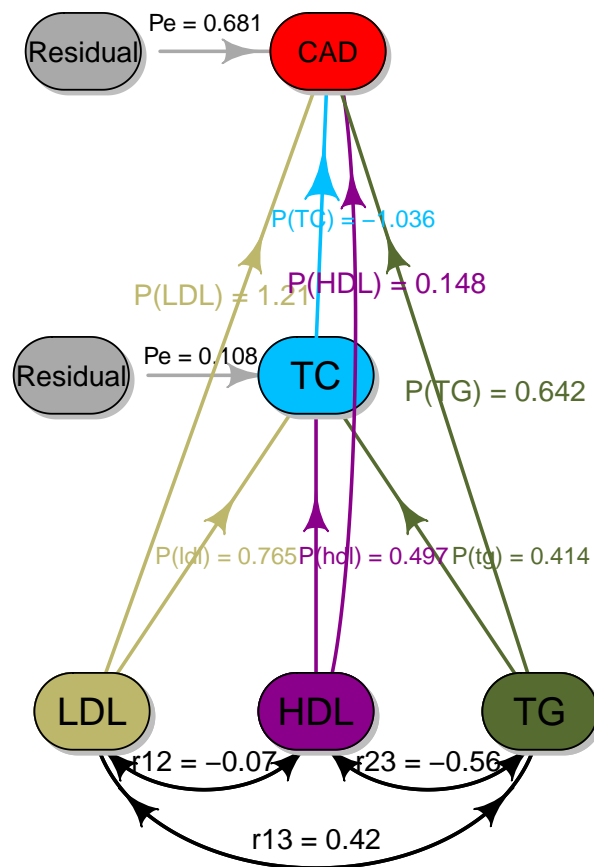 Pe = 0.681
Residual
CAD
P(TC) = −1.036
P(LDL) = 1.21
P(HDL) = 0.148
Pe = 0.108
Residual
TC
P(TG) = 0.642
P(ldl) = 0.765
P(hdl) = 0.497
P(tg) = 0.414
LDL
HDL
TG
r12 = −0.07
r23 = −0.56
r13 = 0.42